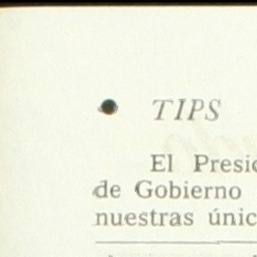 • TIPS
El Presi
de Gobierno
nuestras únic